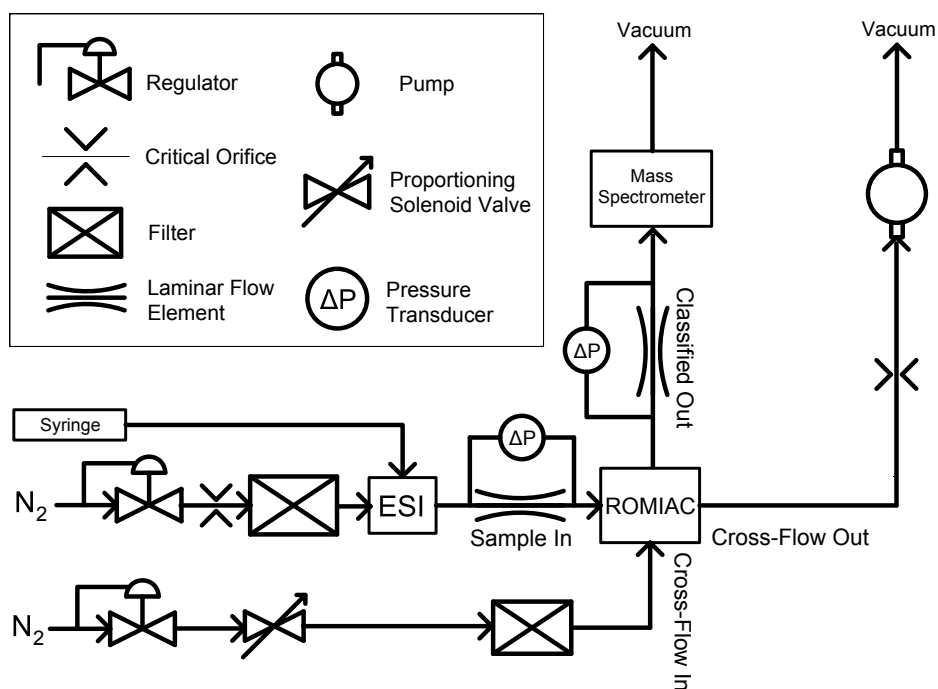 Regulator
Pump
Critical Orifice
Proportioning
Solenoid Valve
Filter
Laminar Flow
Element
ΔP
Pressure
Transducer
Vacuum
Vacuum
Mass
Spectrometer
ΔP
Classified Out
Syringe
ΔP
N2
ESI
Sample In
ROMIAC
Cross-Flow Out
N2
Cross-Flow In